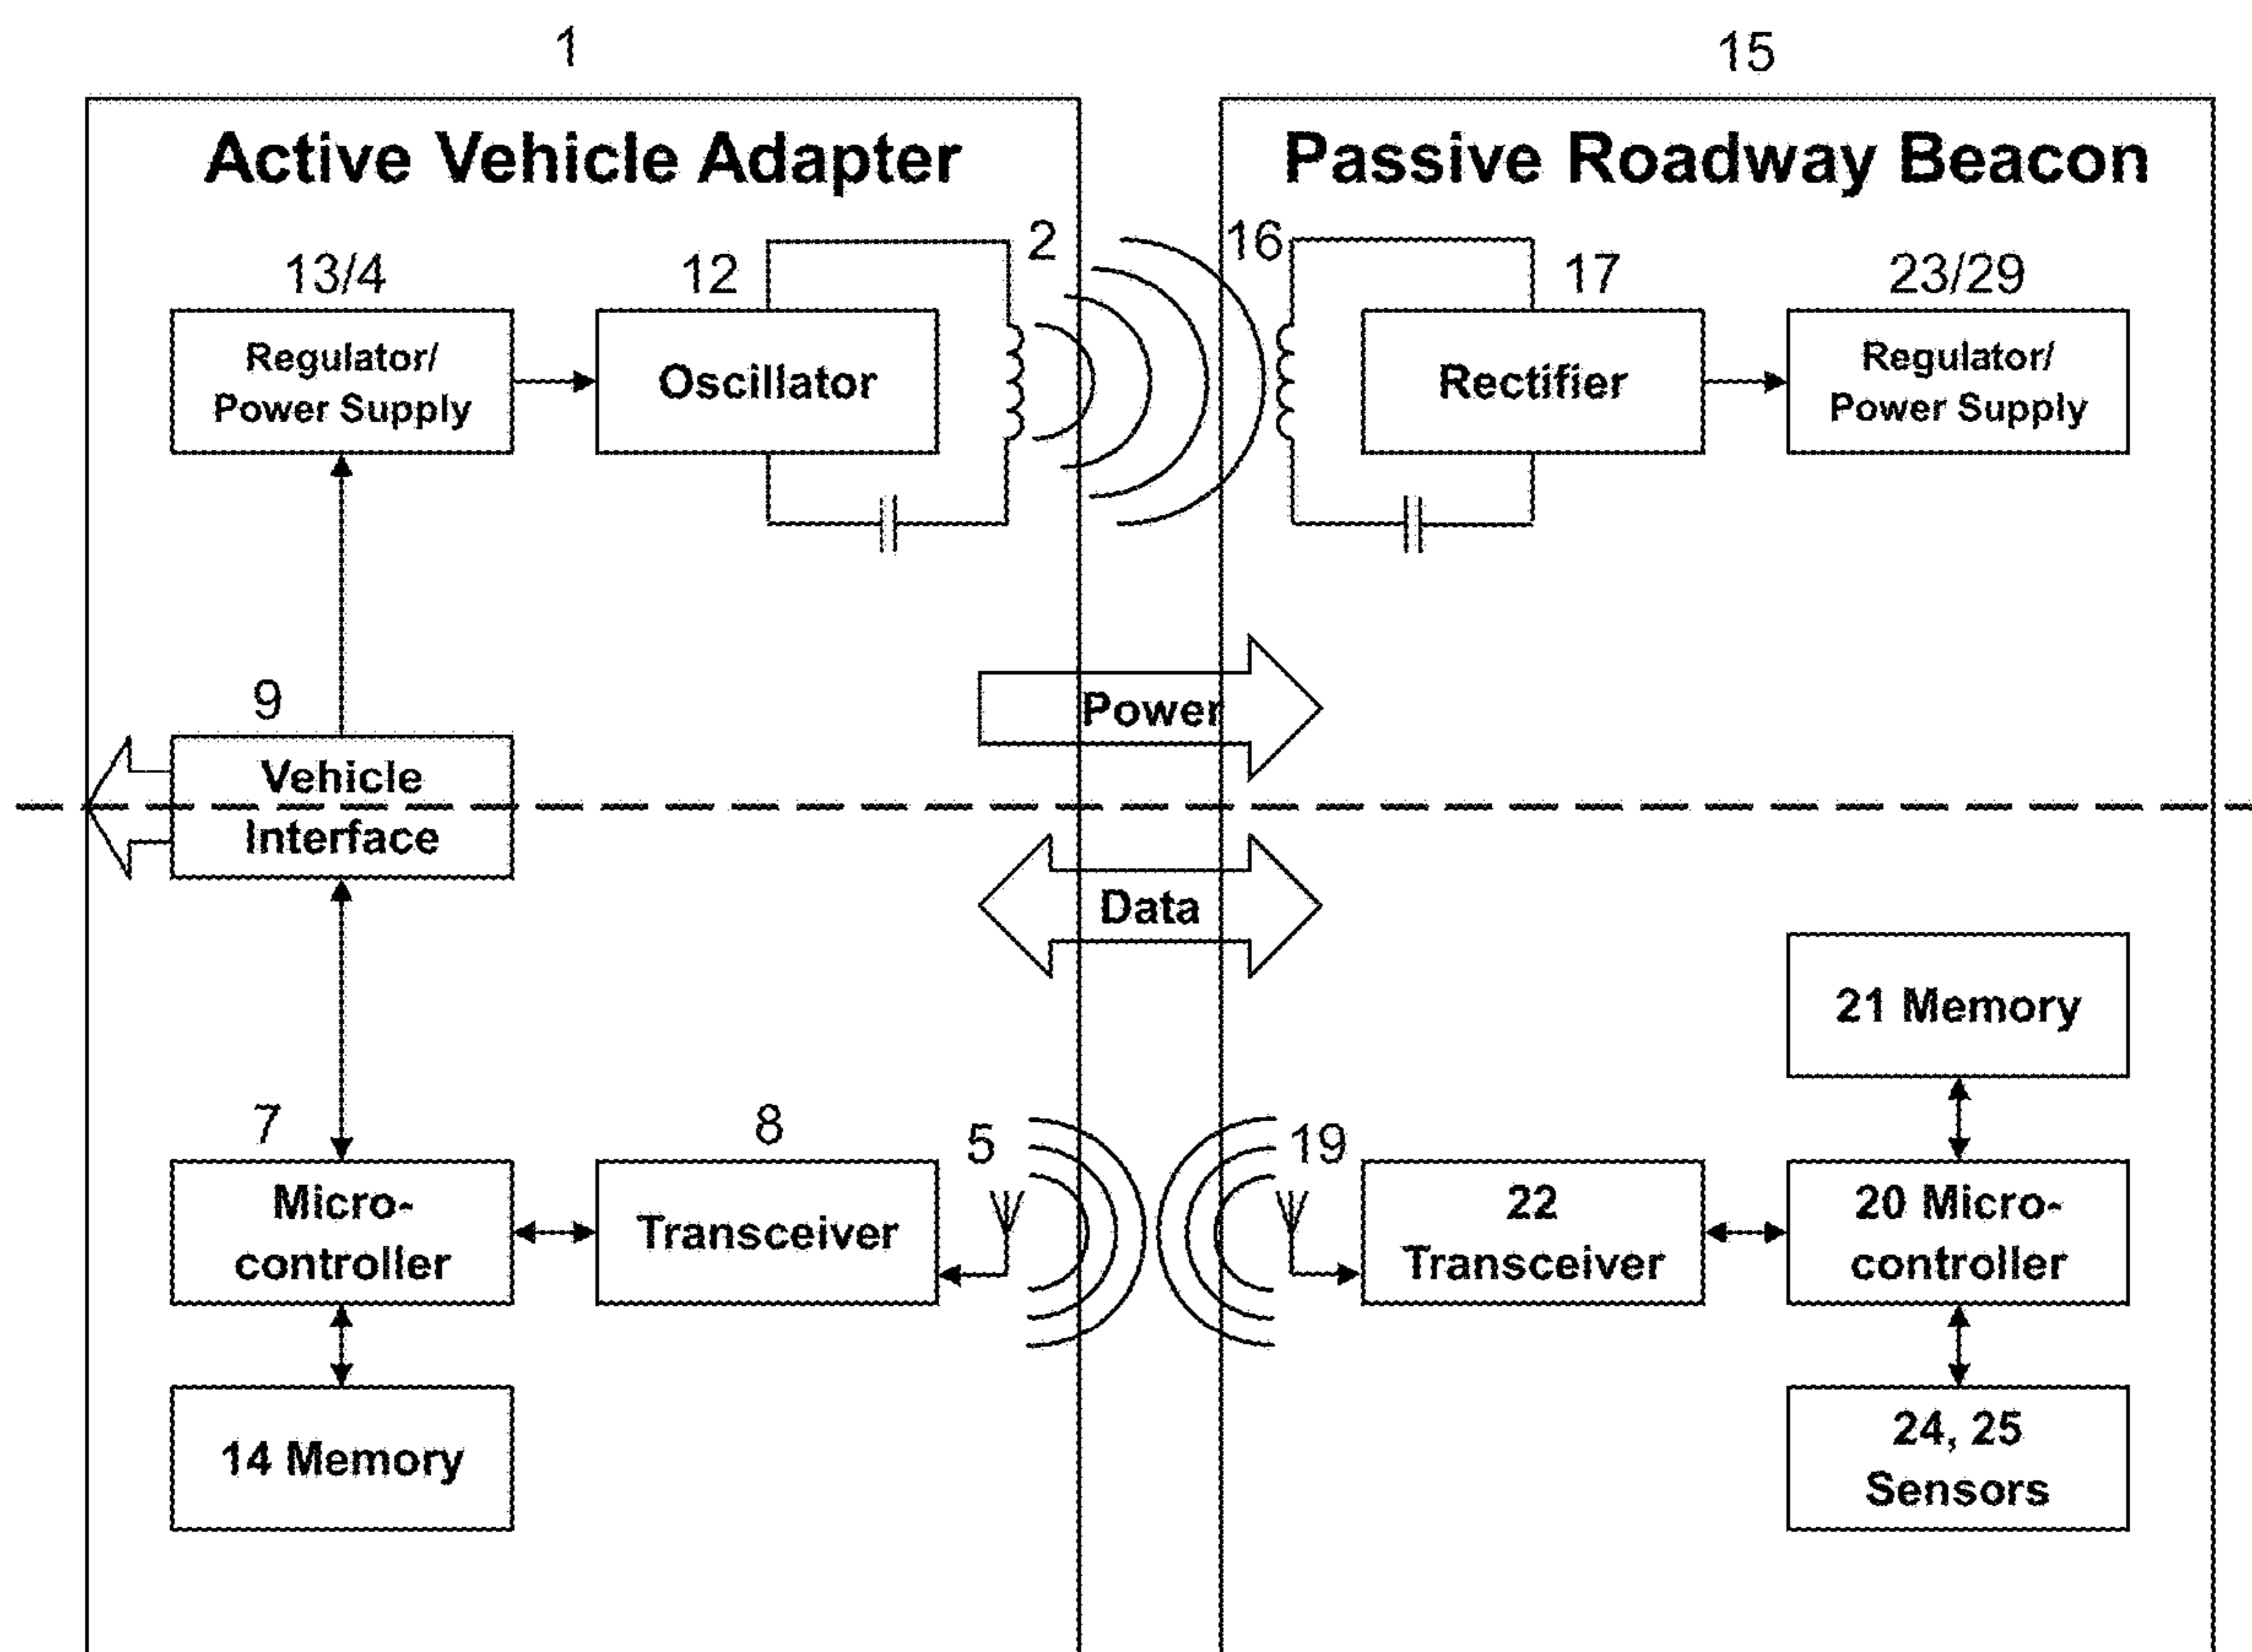 1
15
Active Vehicle Adapter
Passive Roadway Beacon
2
16
13/4
12
17
23/29
Regulator/
Power Supply
Oscillator
Rectifier
Regulator/
Power Supply
9
Power
Vehicle
Interface
Data
21 Memory
7
8
5
19
Micro-
controller
Transceiver
22
Transceiver
20 Micro-
controller
14 Memory
24, 25
Sensors